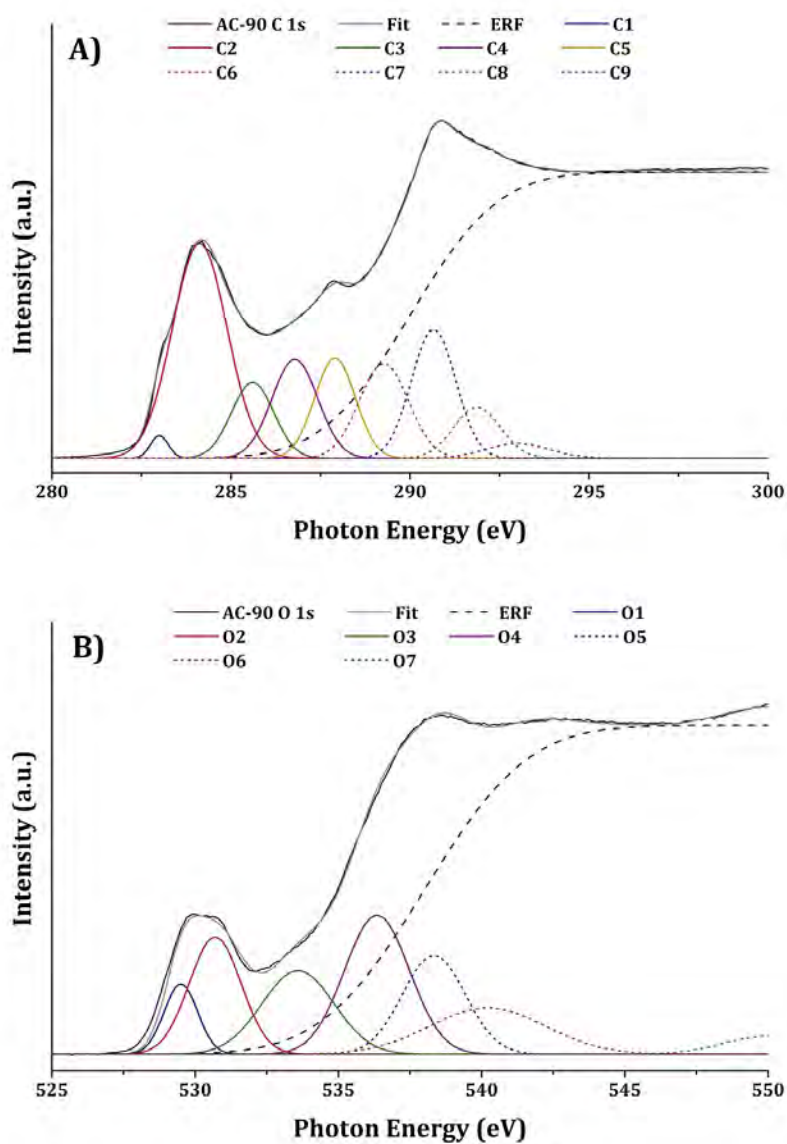 AC-90 C 1s Fit ERF C1
A) C2 C3 C4 C5
C6 C7 C8 C9
Intensity (a.u.)
280 285 290 295 300
Photon Energy (eV)
AC-90 O 1s Fit ERF O1
B) O2 O3 O4 O5
O6 O7
Intensity (a.u.)
525 530 535 540 545 550
Photon Energy (eV)